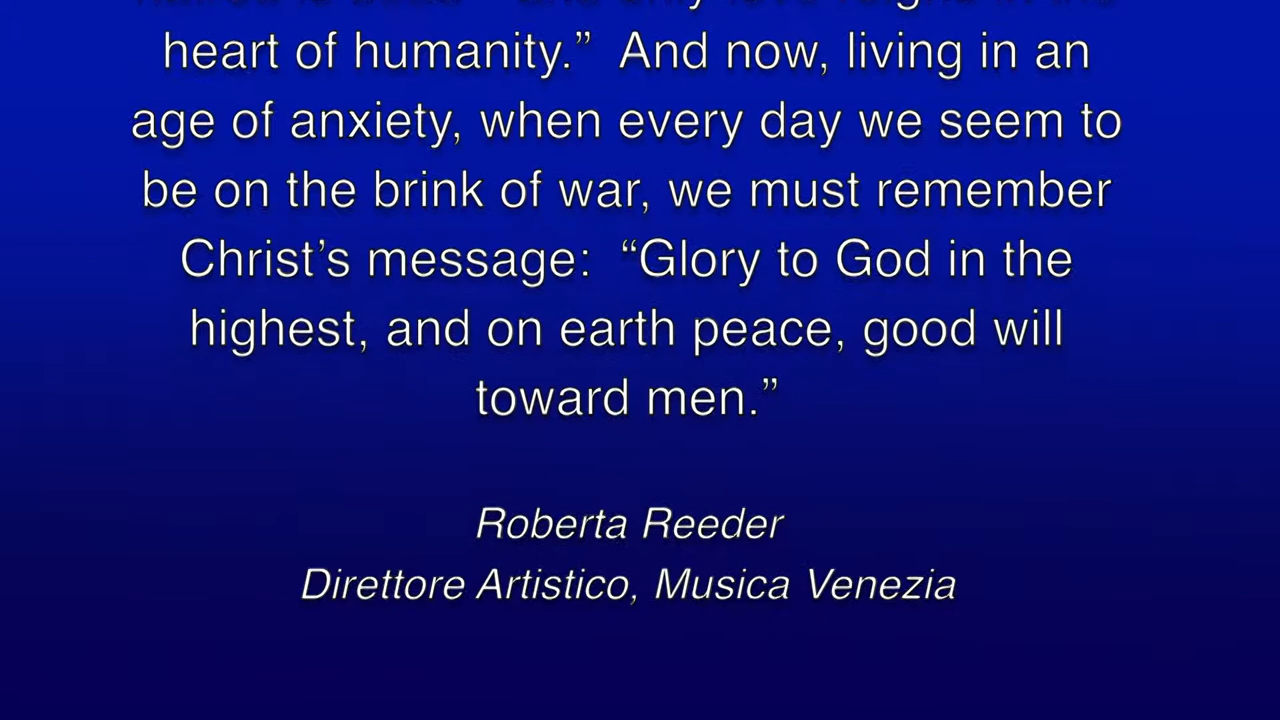 heart of humanity.”  And now, living in an
age of anxiety, when every day we seem to
be on the brink of war, we must remember
Christ’s message:  “Glory to God in the
highest, and on earth peace, good will
toward men.”
Roberta Reeder
Direttore Artistico, Musica Venezia